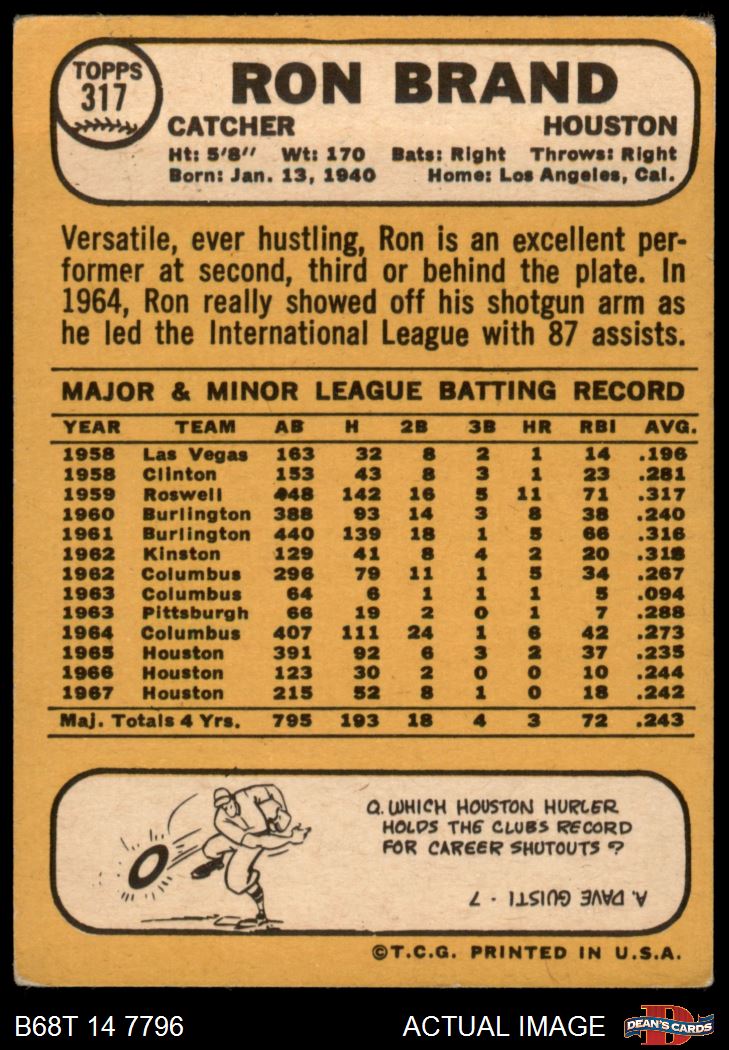 TOPPS
317
RON BRAND
CATCHER HOUSTON
Ht: 5'8" Wt: 170 Bats: Right Throws: Right
Born: Jan. 13, 1940 Home: Los Angeles, Cal.
Versatile, ever hustling, Ron is an excellent per-
former at second, third or behind the plate. In
1964, Ron really showed off his shotgun arm as
he led the International League with 87 assists.
MAJOR & MINOR LEAGUE BATTING RECORD
YEAR TEAM AB H 2B 3B HR RBI AVG.
1958 Las Vegas 163 32 8 2 1 14 .196
1958 Clinton 153 43 8 3 1 23 .281
1959 Roswell 448 142 16 5 11 71 .317
1960 Burlington 388 93 14 3 8 38 .240
1961 Burlington 440 139 18 1 5 66 .316
1962 Kinston 129 41 8 4 2 20 .318
1962 Columbus 296 79 11 1 5 34 .267
1963 Columbus 64 6 1 1 1 5 .094
1963 Pittsburgh 66 19 2 0 1 7 .288
1964 Columbus 407 111 24 1 6 42 .273
1965 Houston 391 92 6 3 2 37 .235
1966 Houston 123 30 2 0 0 10 .244
1967 Houston 215 52 8 1 0 18 .242
Maj. Totals 4 Yrs. 795 193 18 4 3 72 .243
Q. WHICH HOUSTON HURLER
HOLDS THE CLUBS RECORD
FOR CAREER SHUTOUTS ?
A. DAVE GUISTI - 7
©T.C.G. PRINTED IN U.S.A.
B68T 14 7796 ACTUAL IMAGE
D
DEAN'S CARDS